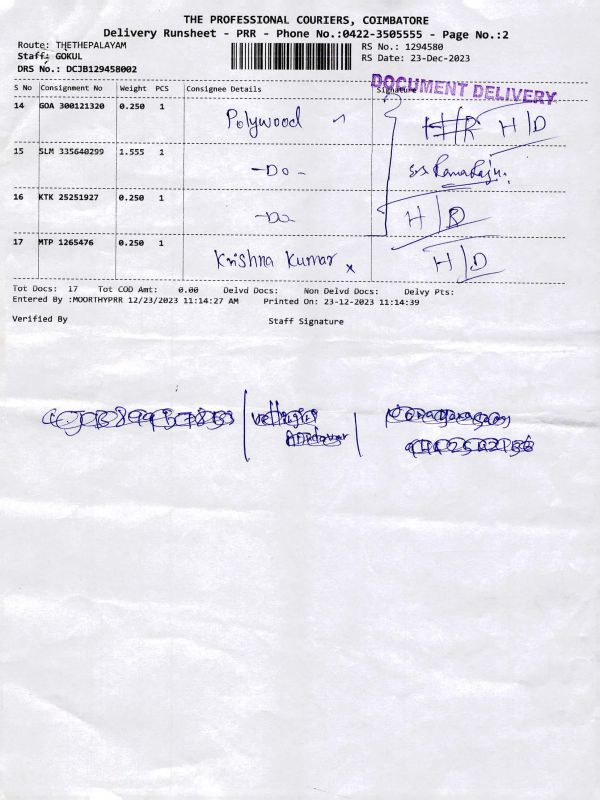 THE PROFESSIONAL COURIERS, COIMBATORE
Delivery Runsheet - PRR - Phone No.:0422-3505555 - Page No.:2
Route: THETHEPALAYAM RS No.: 1294580
Staff: GOKUL RS Date: 23-Dec-2023
DRS No.: DCJB129458002
DOCUMENT DELIVERY
S No Consignment No Weight PCS Consignee Details Signature
14 GOA 300121320 0.250 1 Polywood H/D
15 SLM 335640299 1.555 1 -Do-
16 KTK 25251927 0.250 1 -Do- H/D
17 MTP 1265476 0.250 1 Krishna Kumar x H/D
Tot Docs: 17 Tot COD Amt: 0.00 Delvd Docs: Non Delvd Docs: Delvy Pts:
Entered By :MOORTHYPRR 12/23/2023 11:14:27 AM Printed On: 23-12-2023 11:14:39
Verified By Staff Signature